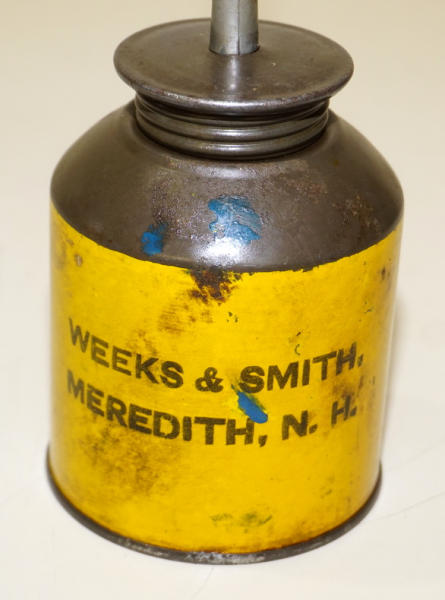 WEEKS & SMITH,
MEREDITH, N. H.